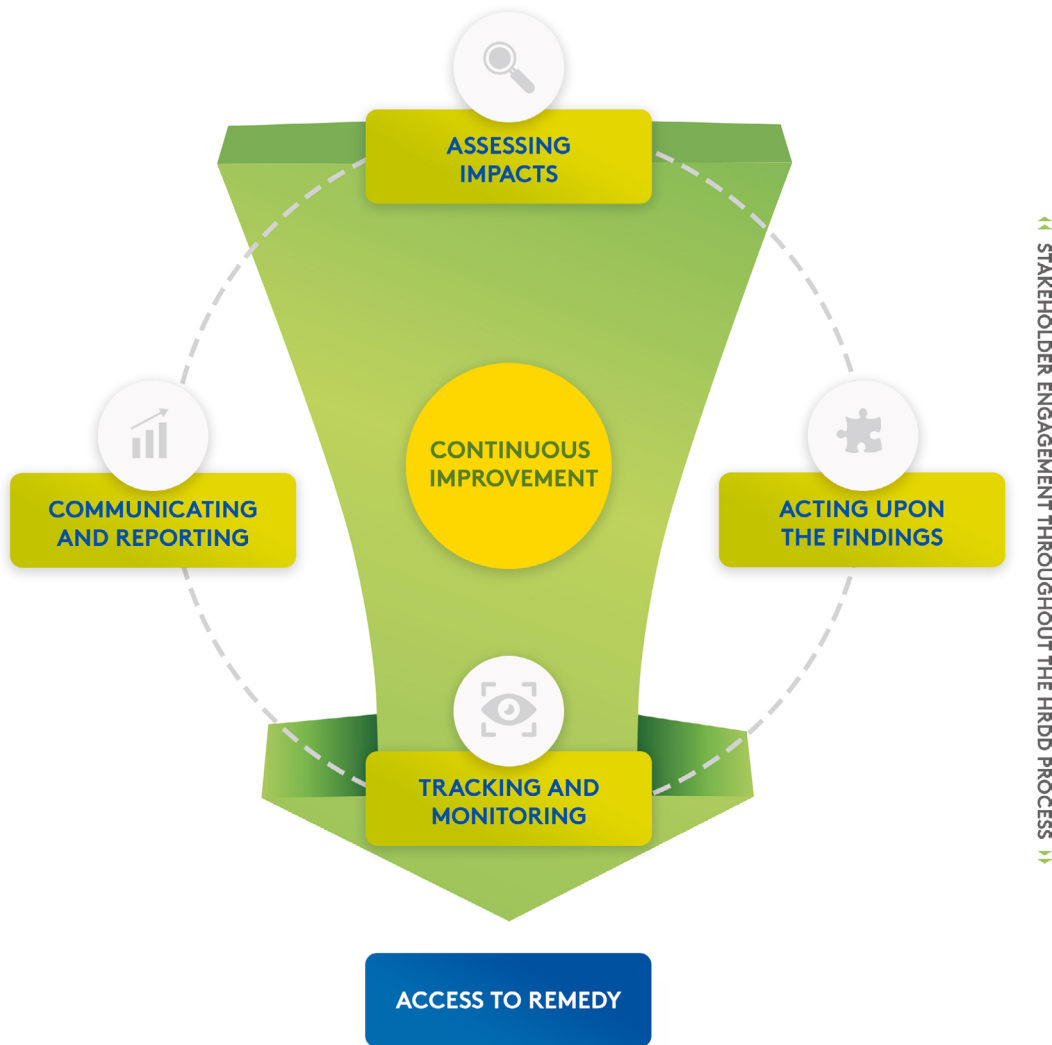 ASSESSING
IMPACTS
CONTINUOUS
IMPROVEMENT
COMMUNICATING
AND REPORTING
ACTING UPON
THE FINDINGS
TRACKING AND
MONITORING
ACCESS TO REMEDY
STAKEHOLDER ENGAGEMENT THROUGHOUT THE HRDD PROCESS